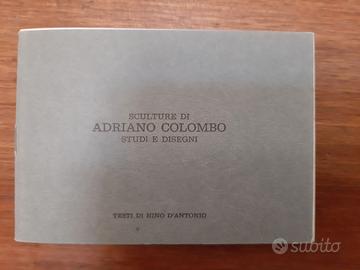 SCULTURE DI
ADRIANO COLOMBO
STUDI E DISEGNI
TESTI DI NINO D'ANTONIO
subito